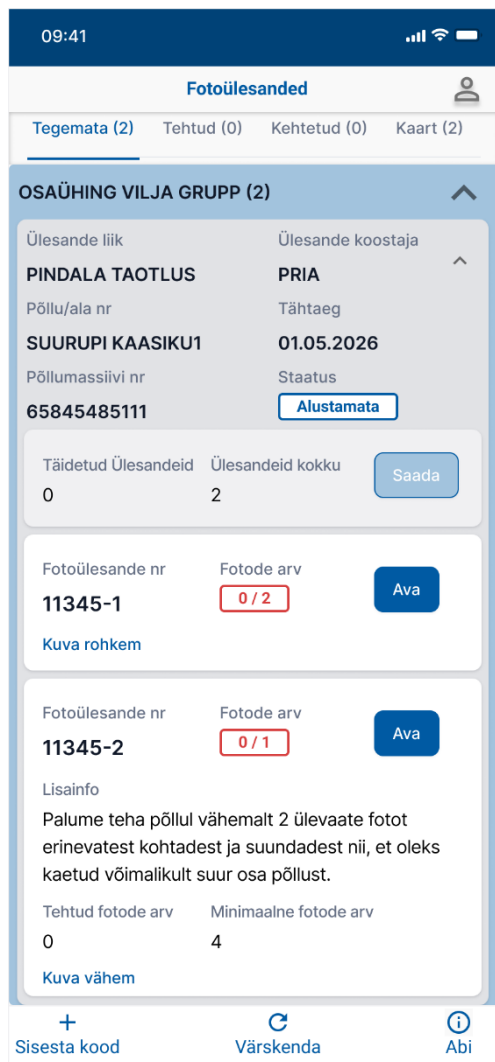 09:41
Fotoülesanded
Tegemata (2) Tehtud (0) Kehtetud (0) Kaart (2)
OSAÜHING VILJA GRUPP (2)
Ülesande liik Ülesande koostaja
PINDALA TAOTLUS PRIA
Põllu/ala nr Tähtaeg
SUURUPI KAASIKU1 01.05.2026
Põllumassiivi nr Staatus
65845485111 Alustamata
Täidetud Ülesandeid Ülesandeid kokku Saada
0 2
Fotoülesande nr Fotode arv
11345-1 0 / 2 Ava
Kuva rohkem
Fotoülesande nr Fotode arv
11345-2 0 / 1 Ava
Lisainfo
Palume teha põllul vähemalt 2 ülevaate fotot
erinevatest kohtadest ja suundadest nii, et oleks
kaetud võimalikult suur osa põllust.
Tehtud fotode arv Minimaalne fotode arv
0 4
Kuva vähem
Sisesta kood Värskenda Abi